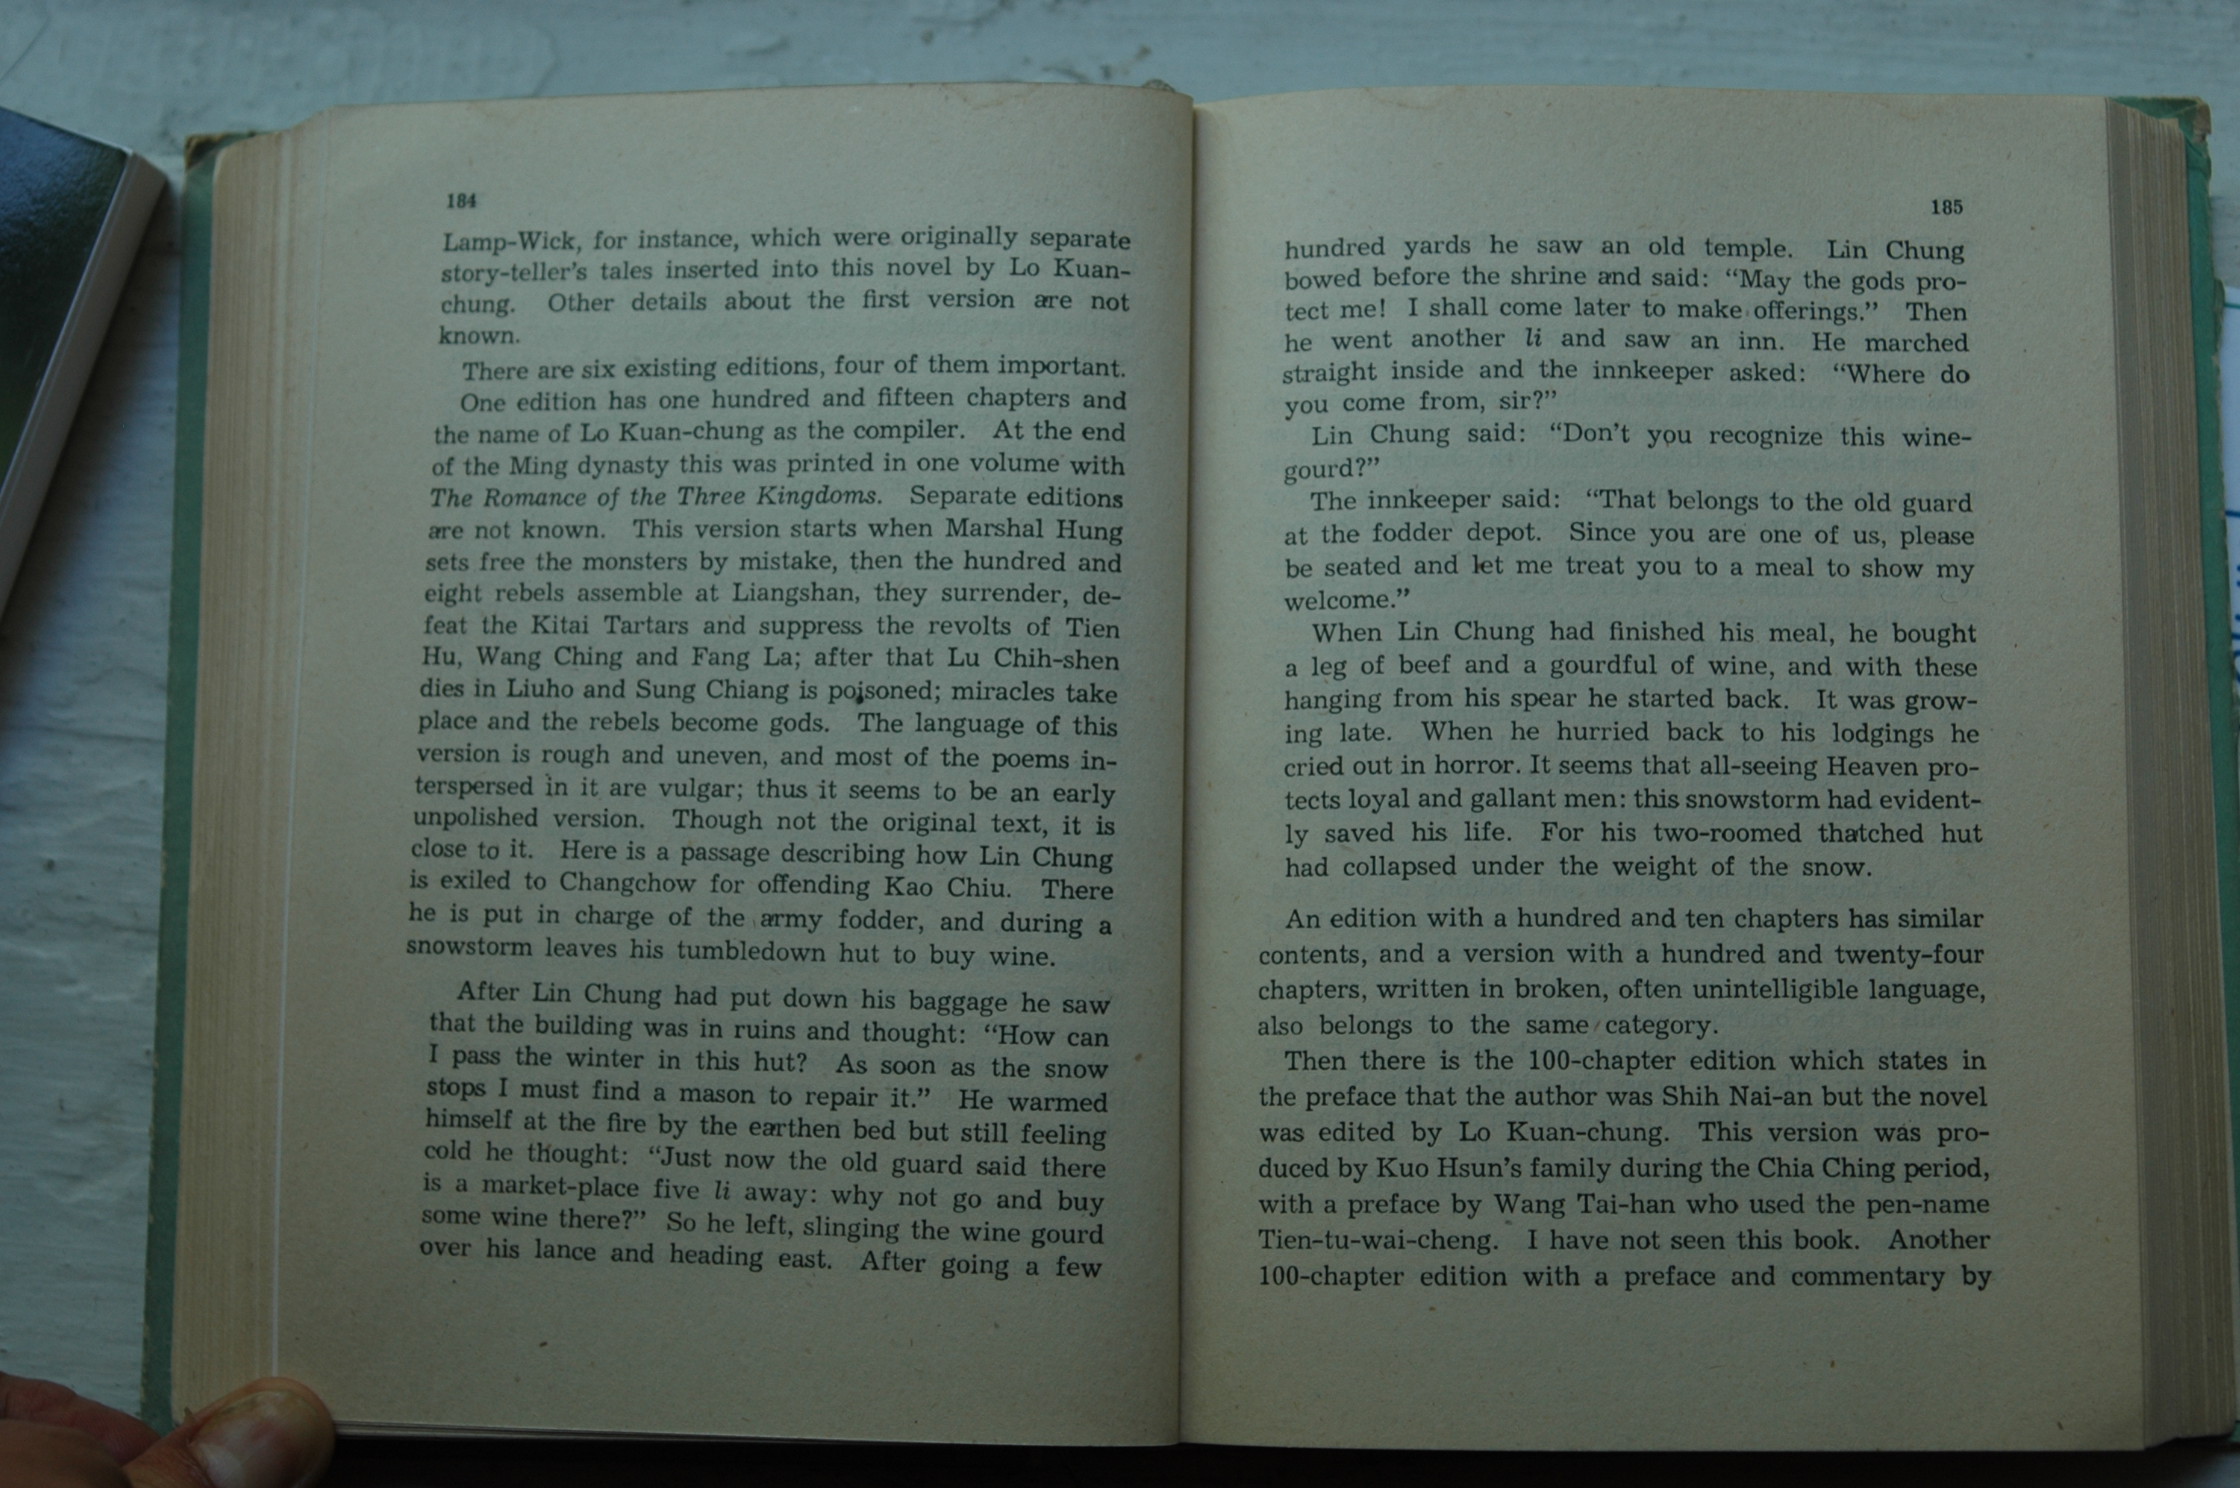 184
Lamp-Wick, for instance, which were originally separate
story-teller's tales inserted into this novel by Lo Kuan-
chung. Other details about the first version are not
known.
There are six existing editions, four of them important.
One edition has one hundred and fifteen chapters and
the name of Lo Kuan-chung as the compiler. At the end
of the Ming dynasty this was printed in one volume with
The Romance of the Three Kingdoms. Separate editions
are not known. This version starts when Marshal Hung
sets free the monsters by mistake, then the hundred and
eight rebels assemble at Liangshan, they surrender, de-
feat the Kitai Tartars and suppress the revolts of Tien
Hu, Wang Ching and Fang La; after that Lu Chih-shen
dies in Liuho and Sung Chiang is poisoned; miracles take
place and the rebels become gods. The language of this
version is rough and uneven, and most of the poems in-
terspersed in it are vulgar; thus it seems to be an early
unpolished version. Though not the original text, it is
close to it. Here is a passage describing how Lin Chung
is exiled to Changchow for offending Kao Chiu. There
he is put in charge of the army fodder, and during a
snowstorm leaves his tumbledown hut to buy wine.
After Lin Chung had put down his baggage he saw
that the building was in ruins and thought: "How can
I pass the winter in this hut? As soon as the snow
stops I must find a mason to repair it." He warmed
himself at the fire by the earthen bed but still feeling
cold he thought: "Just now the old guard said there
is a market-place five li away: why not go and buy
some wine there?" So he left, slinging the wine gourd
over his lance and heading east. After going a few
185
hundred yards he saw an old temple. Lin Chung
bowed before the shrine and said: "May the gods pro-
tect me! I shall come later to make offerings." Then
he went another li and saw an inn. He marched
straight inside and the innkeeper asked: "Where do
you come from, sir?"
Lin Chung said: "Don't you recognize this wine-
gourd?"
The innkeeper said: "That belongs to the old guard
at the fodder depot. Since you are one of us, please
be seated and let me treat you to a meal to show my
welcome."
When Lin Chung had finished his meal, he bought
a leg of beef and a gourdful of wine, and with these
hanging from his spear he started back. It was grow-
ing late. When he hurried back to his lodgings he
cried out in horror. It seems that all-seeing Heaven pro-
tects loyal and gallant men: this snowstorm had evident-
ly saved his life. For his two-roomed thatched hut
had collapsed under the weight of the snow.
An edition with a hundred and ten chapters has similar
contents, and a version with a hundred and twenty-four
chapters, written in broken, often unintelligible language,
also belongs to the same category.
Then there is the 100-chapter edition which states in
the preface that the author was Shih Nai-an but the novel
was edited by Lo Kuan-chung. This version was pro-
duced by Kuo Hsun's family during the Chia Ching period,
with a preface by Wang Tai-han who used the pen-name
Tien-tu-wai-cheng. I have not seen this book. Another
100-chapter edition with a preface and commentary by